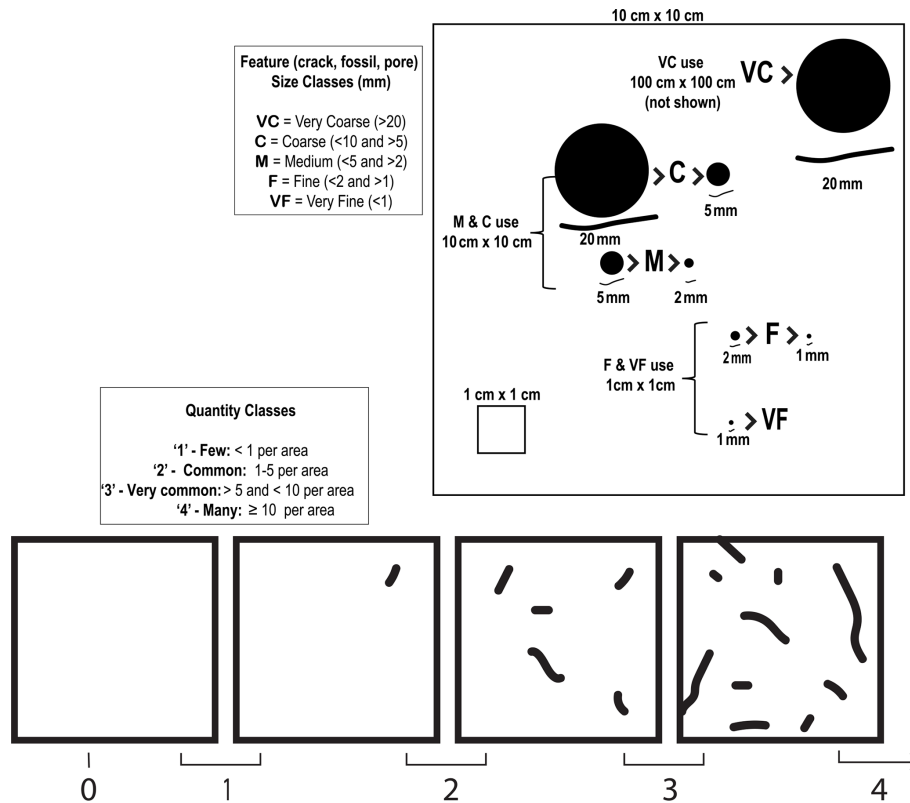 10 cm x 10 cm
Feature (crack, fossil, pore)
Size Classes (mm)
VC = Very Coarse (>20)
C = Coarse (<10 and >5)
M = Medium (<5 and >2)
F = Fine (<2 and >1)
VF = Very Fine (<1)
VC use
100 cm x 100 cm
(not shown)
VC >
20 mm
> C >
20 mm
5 mm
M & C use
10 cm x 10 cm
> M >
5 mm
2 mm
F & VF use
1cm x 1cm
> F >
2 mm
1 mm
> VF
1 mm
1 cm x 1 cm
Quantity Classes
‘1’ - Few: < 1 per area
‘2’ - Common: 1-5 per area
‘3’ - Very common: > 5 and < 10 per area
‘4’ - Many: ≥ 10 per area
0 1 2 3 4